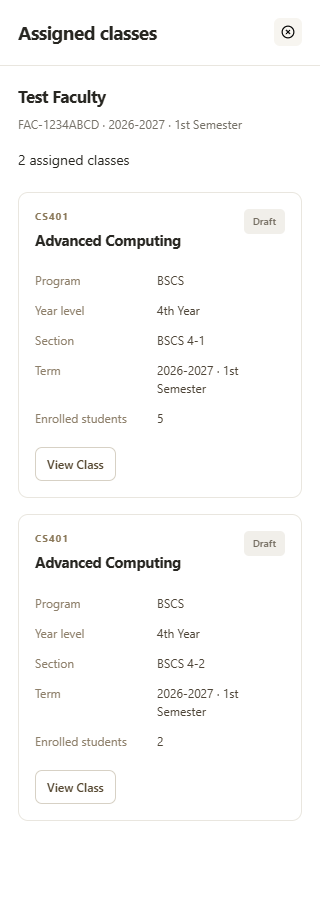 Assigned classes
Test Faculty
FAC-1234ABCD · 2026-2027 · 1st Semester
2 assigned classes
CS401
Draft
Advanced Computing
Program BSCS
Year level 4th Year
Section BSCS 4-1
Term 2026-2027 · 1st
Semester
Enrolled students 5
View Class
CS401
Draft
Advanced Computing
Program BSCS
Year level 4th Year
Section BSCS 4-2
Term 2026-2027 · 1st
Semester
Enrolled students 2
View Class